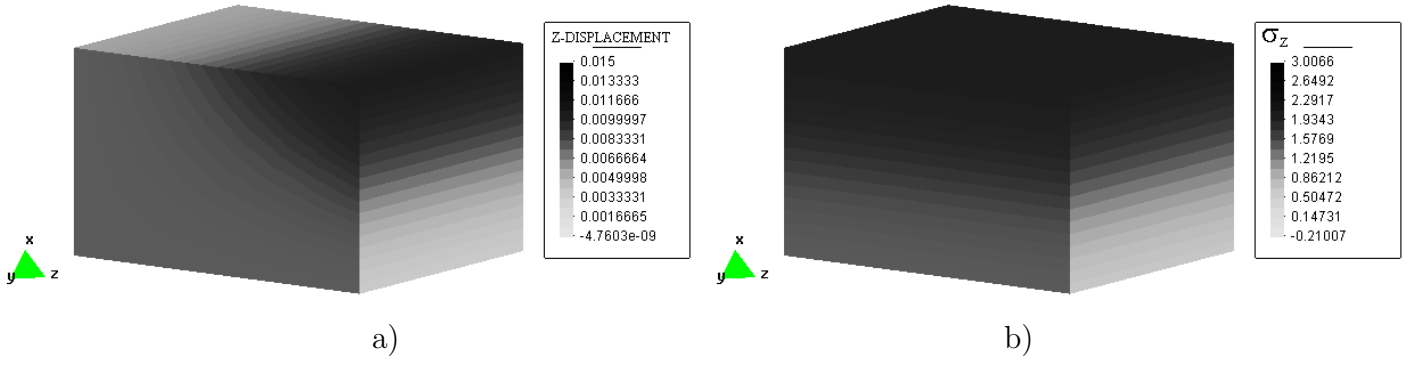 Z-DISPLACEMENT
0.015
0.013333
0.011666
0.0099997
0.0083331
0.0066664
0.0049998
0.0033331
0.0016665
-4.7603e-09
x
y z
a)
σZ
3.0066
2.6492
2.2917
1.9343
1.5769
1.2195
0.86212
0.50472
0.14731
-0.21007
x
y z
b)